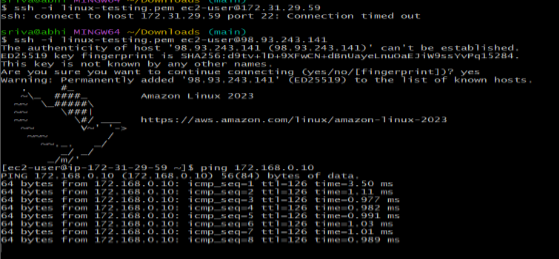 sriva@abhi MINGW64 ~/Downloads (main)
$ ssh -i linux-testing.pem ec2-user@172.31.29.59
ssh: connect to host 172.31.29.59 port 22: Connection timed out
sriva@abhi MINGW64 ~/Downloads (main)
$ ssh -i linux-testing.pem ec2-user@98.93.243.141
The authenticity of host '98.93.243.141 (98.93.243.141)' can't be established.
ED25519 key fingerprint is
This key is not known by any other names.
Are you sure you want to continue connecting (yes/no/[fingerprint])? yes
Warning: Permanently added '98.93.243.141' (ED25519) to the list of known hosts.
Amazon Linux 2023
https://aws.amazon.com/linux/amazon-linux-2023
[ec2-user@ip-172-31-29-59 ~]$ ping 172.168.0.10
PING 172.168.0.10 (172.168.0.10) 56(84) bytes of data.
64 bytes from 172.168.0.10: icmp_seq=1 ttl=126 time=3.50 ms
64 bytes from 172.168.0.10: icmp_seq=2 ttl=126 time=1.11 ms
64 bytes from 172.168.0.10: icmp_seq=3 ttl=126 time=0.977 ms
64 bytes from 172.168.0.10: icmp_seq=4 ttl=126 time=0.982 ms
64 bytes from 172.168.0.10: icmp_seq=5 ttl=126 time=0.991 ms
64 bytes from 172.168.0.10: icmp_seq=6 ttl=126 time=1.03 ms
64 bytes from 172.168.0.10: icmp_seq=7 ttl=126 time=1.01 ms
64 bytes from 172.168.0.10: icmp_seq=8 ttl=126 time=0.989 ms